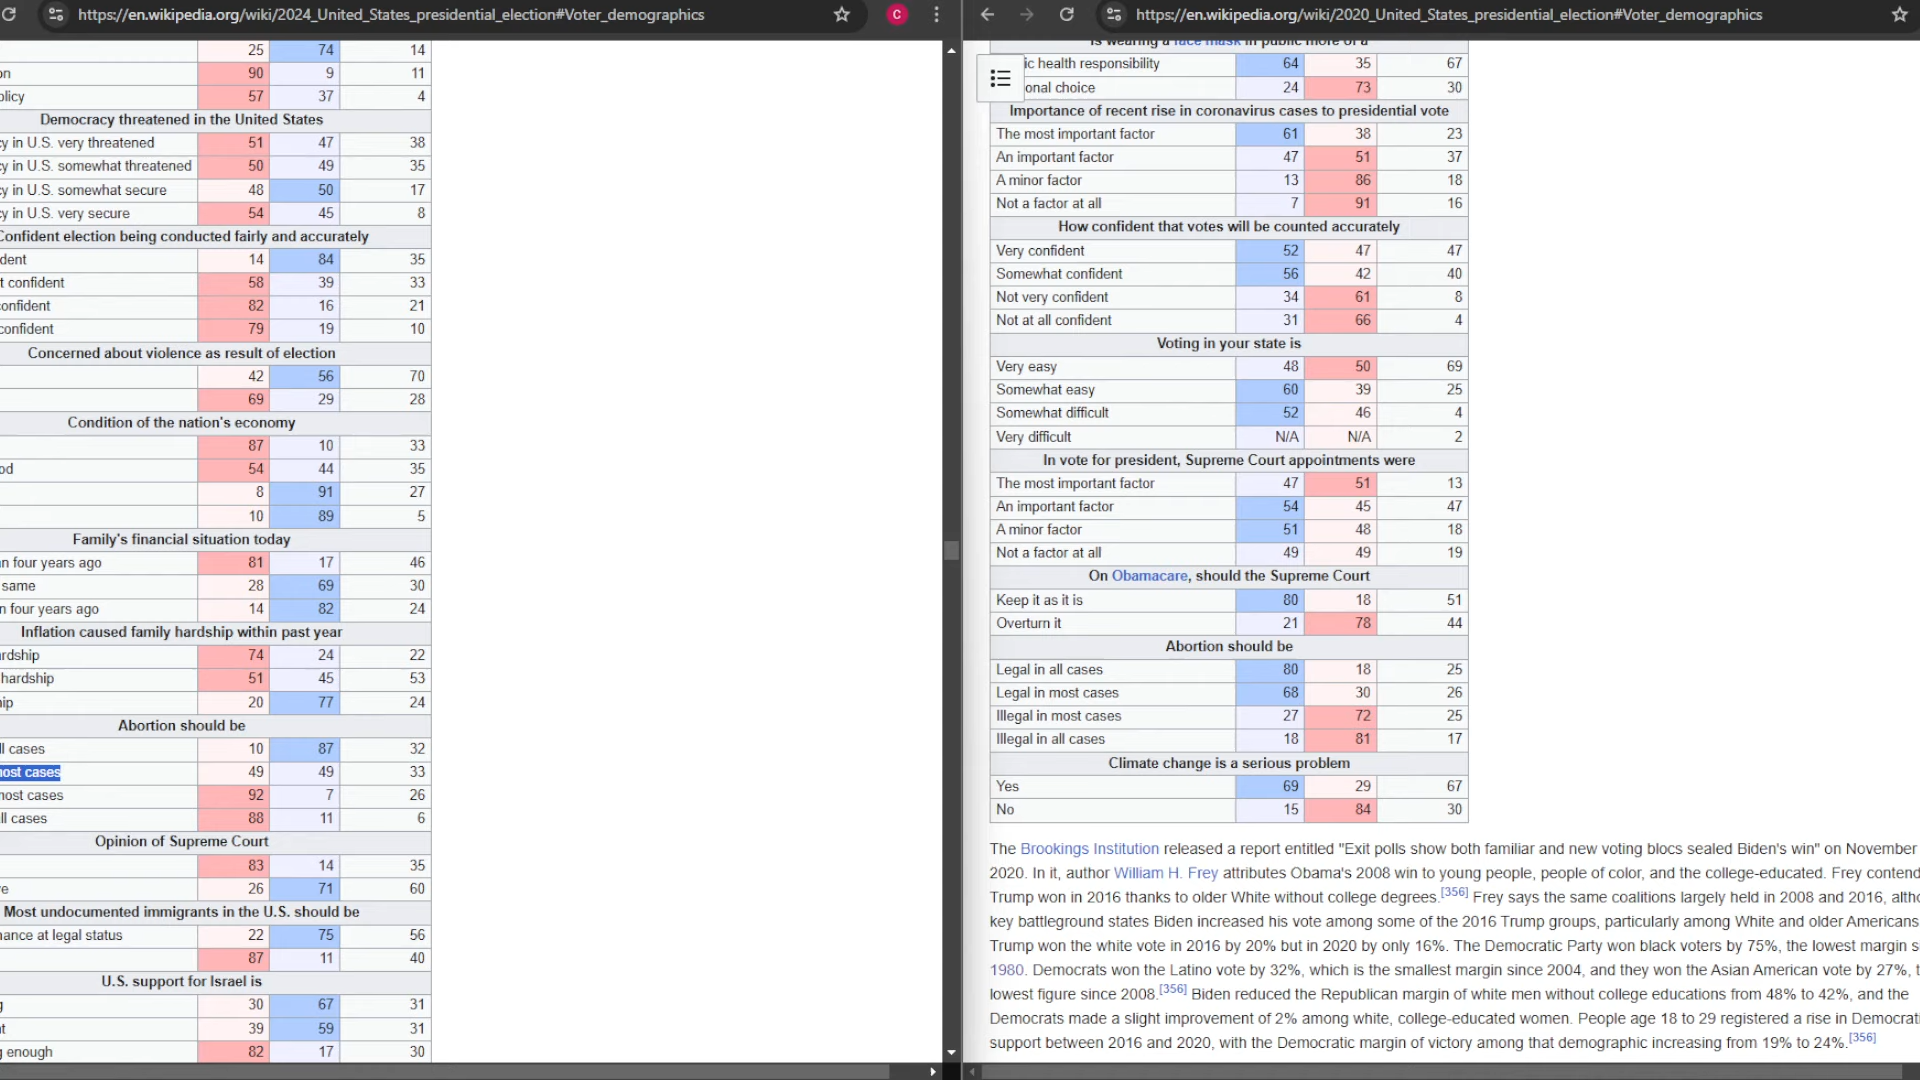 https://en.wikipedia.org/wiki/2024_United_States_presidential_election#Voter_demographics
C
25 74 14
on 90 9 11
olicy 57 37 4
Democracy threatened in the United States
cy in U.S. very threatened 51 47 38
cy in U.S. somewhat threatened 50 49 35
cy in U.S. somewhat secure 48 50 17
cy in U.S. very secure 54 45 8
Confident election being conducted fairly and accurately
dent 14 84 35
t confident 58 39 33
confident 82 16 21
confident 79 19 10
Concerned about violence as result of election
42 56 70
69 29 28
Condition of the nation's economy
87 10 33
od 54 44 35
8 91 27
10 89 5
Family's financial situation today
n four years ago 81 17 46
same 28 69 30
n four years ago 14 82 24
Inflation caused family hardship within past year
rdship 74 24 22
hardship 51 45 53
ip 20 77 24
Abortion should be
ll cases 10 87 32
most cases 49 49 33
most cases 92 7 26
ll cases 88 11 6
Opinion of Supreme Court
83 14 35
e 26 71 60
Most undocumented immigrants in the U.S. should be
hance at legal status 22 75 56
87 11 40
U.S. support for Israel is
g 30 67 31
t 39 59 31
g enough 82 17 30
https://en.wikipedia.org/wiki/2020_United_States_presidential_election#Voter_demographics
is wearing a face mask in public more of a
ic health responsibility 64 35 67
onal choice 24 73 30
Importance of recent rise in coronavirus cases to presidential vote
The most important factor 61 38 23
An important factor 47 51 37
A minor factor 13 86 18
Not a factor at all 7 91 16
How confident that votes will be counted accurately
Very confident 52 47 47
Somewhat confident 56 42 40
Not very confident 34 61 8
Not at all confident 31 66 4
Voting in your state is
Very easy 48 50 69
Somewhat easy 60 39 25
Somewhat difficult 52 46 4
Very difficult N/A N/A 2
In vote for president, Supreme Court appointments were
The most important factor 47 51 13
An important factor 54 45 47
A minor factor 51 48 18
Not a factor at all 49 49 19
On Obamacare, should the Supreme Court
Keep it as it is 80 18 51
Overturn it 21 78 44
Abortion should be
Legal in all cases 80 18 25
Legal in most cases 68 30 26
Illegal in most cases 27 72 25
Illegal in all cases 18 81 17
Climate change is a serious problem
Yes 69 29 67
No 15 84 30
The Brookings Institution released a report entitled "Exit polls show both familiar and new voting blocs sealed Biden's win" on November
2020. In it, author William H. Frey attributes Obama's 2008 win to young people, people of color, and the college-educated. Frey contend
Trump won in 2016 thanks to older White without college degrees.[356] Frey says the same coalitions largely held in 2008 and 2016, altho
key battleground states Biden increased his vote among some of the 2016 Trump groups, particularly among White and older Americans
Trump won the white vote in 2016 by 20% but in 2020 by only 16%. The Democratic Party won black voters by 75%, the lowest margin s
1980. Democrats won the Latino vote by 32%, which is the smallest margin since 2004, and they won the Asian American vote by 27%, t
lowest figure since 2008.[356] Biden reduced the Republican margin of white men without college educations from 48% to 42%, and the
Democrats made a slight improvement of 2% among white, college-educated women. People age 18 to 29 registered a rise in Democrati
support between 2016 and 2020, with the Democratic margin of victory among that demographic increasing from 19% to 24%.[356]